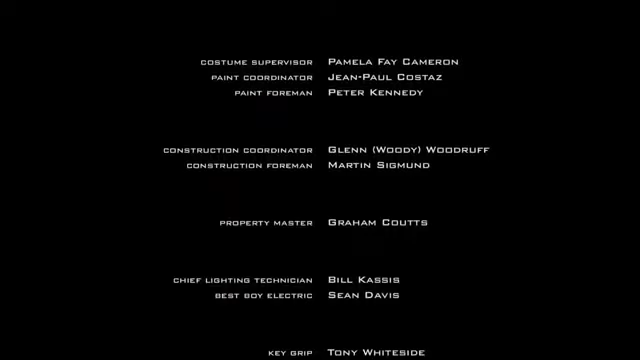 COSTUME SUPERVISOR PAMELA FAY CAMERON
PAINT COORDINATOR JEAN-PAUL COSTAZ
PAINT FOREMAN PETER KENNEDY
CONSTRUCTION COORDINATOR GLENN (WOODY) WOODRUFF
CONSTRUCTION FOREMAN MARTIN SIGMUND
PROPERTY MASTER GRAHAM COUTTS
CHIEF LIGHTING TECHNICIAN BILL KASSIS
BEST BOY ELECTRIC SEAN DAVIS
KEY GRIP TONY WHITESIDE